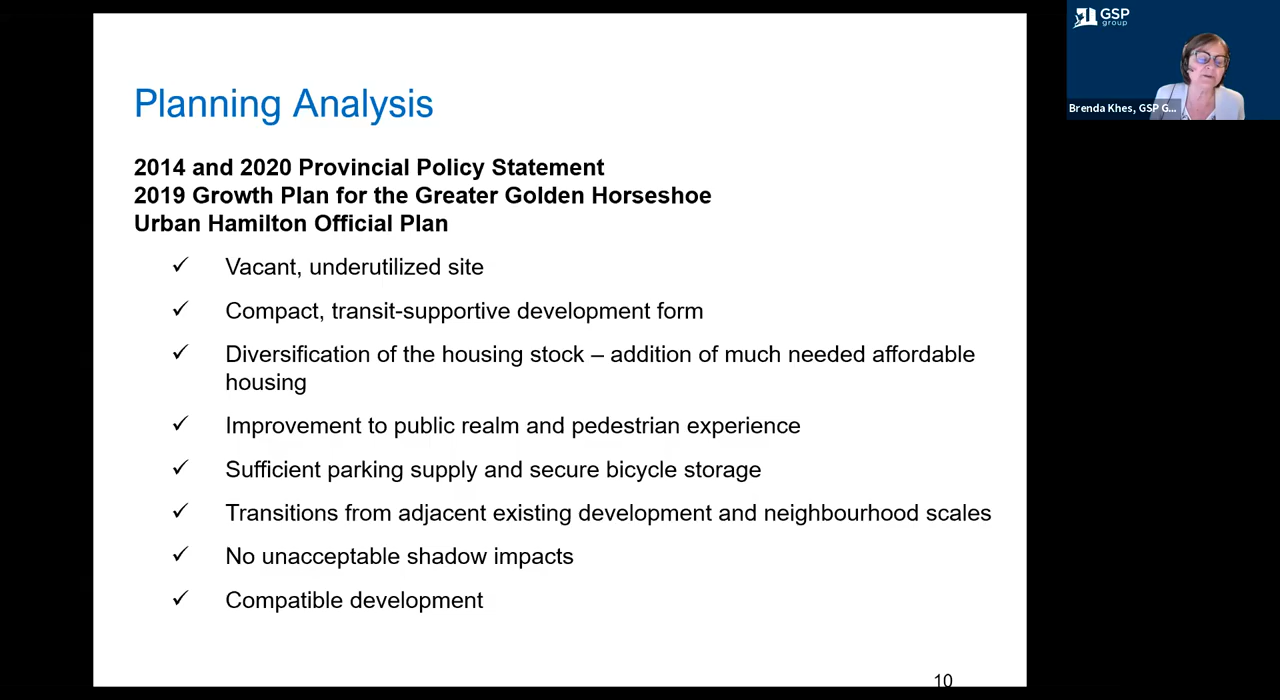 Planning Analysis
2014 and 2020 Provincial Policy Statement
2019 Growth Plan for the Greater Golden Horseshoe
Urban Hamilton Official Plan
✓ Vacant, underutilized site
✓ Compact, transit-supportive development form
✓ Diversification of the housing stock – addition of much needed affordable
housing
✓ Improvement to public realm and pedestrian experience
✓ Sufficient parking supply and secure bicycle storage
✓ Transitions from adjacent existing development and neighbourhood scales
✓ No unacceptable shadow impacts
✓ Compatible development
10
GSP
group
Brenda Khes, GSP G...